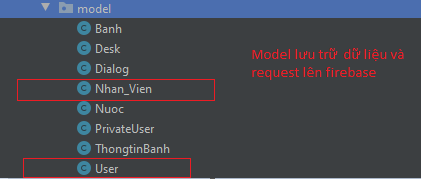 model
Banh
Desk
Dialog
Nhan_Vien
Nuoc
PrivateUser
ThongtinBanh
User
Model lưu trữ dữ liệu và
request lên firebase